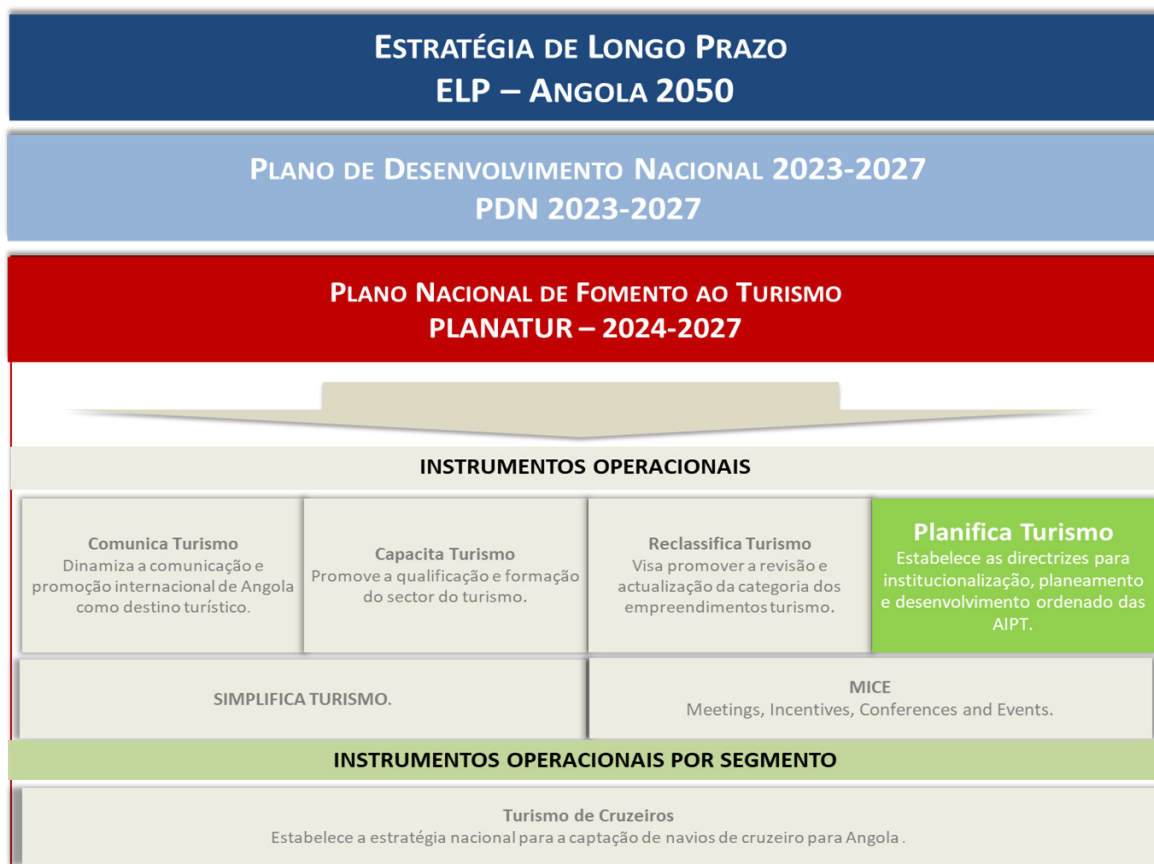 ESTRATÉGIA DE LONGO PRAZO
ELP – ANGOLA 2050
PLANO DE DESENVOLVIMENTO NACIONAL 2023-2027
PDN 2023-2027
PLANO NACIONAL DE FOMENTO AO TURISMO
PLANATUR – 2024-2027
INSTRUMENTOS OPERACIONAIS
Comunica Turismo
Dinamiza a comunicação e
promoção internacional de Angola
como destino turístico.
Capacita Turismo
Promove a qualificação e formação
do sector do turismo.
Reclassifica Turismo
Visa promover a revisão e
actualização da categoria dos
empreendimentos turismo.
Planifica Turismo
Estabelece as directrizes para
institucionalização, planeamento
e desenvolvimento ordenado das
AIPT.
SIMPLIFICA TURISMO.
MICE
Meetings, Incentives, Conferences and Events.
INSTRUMENTOS OPERACIONAIS POR SEGMENTO
Turismo de Cruzeiros
Estabelece a estratégia nacional para a captação de navios de cruzeiro para Angola .